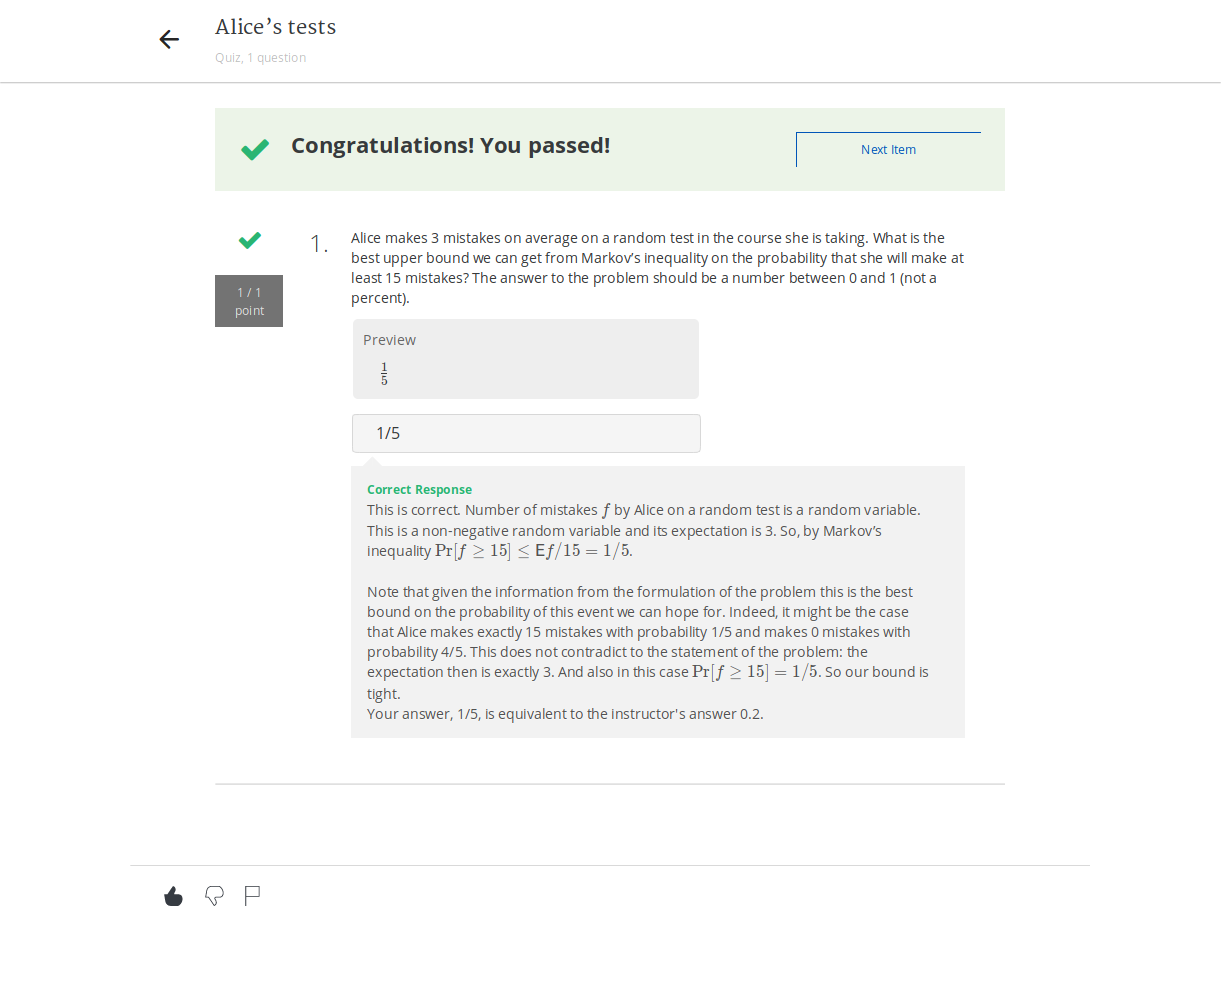 Alice’s tests
Quiz, 1 question
Congratulations! You passed!
Next Item
1 / 1
point
1.
Alice makes 3 mistakes on average on a random test in the course she is taking. What is the
best upper bound we can get from Markov’s inequality on the probability that she will make at
least 15 mistakes? The answer to the problem should be a number between 0 and 1 (not a
percent).
Preview
1/5
1/5
Correct Response
This is correct. Number of mistakes f by Alice on a random test is a random variable.
This is a non-negative random variable and its expectation is 3. So, by Markov’s
inequality Pr[f ≥ 15] ≤ Ef/15 = 1/5.
Note that given the information from the formulation of the problem this is the best
bound on the probability of this event we can hope for. Indeed, it might be the case
that Alice makes exactly 15 mistakes with probability 1/5 and makes 0 mistakes with
probability 4/5. This does not contradict to the statement of the problem: the
expectation then is exactly 3. And also in this case Pr[f ≥ 15] = 1/5. So our bound is
tight.
Your answer, 1/5, is equivalent to the instructor's answer 0.2.